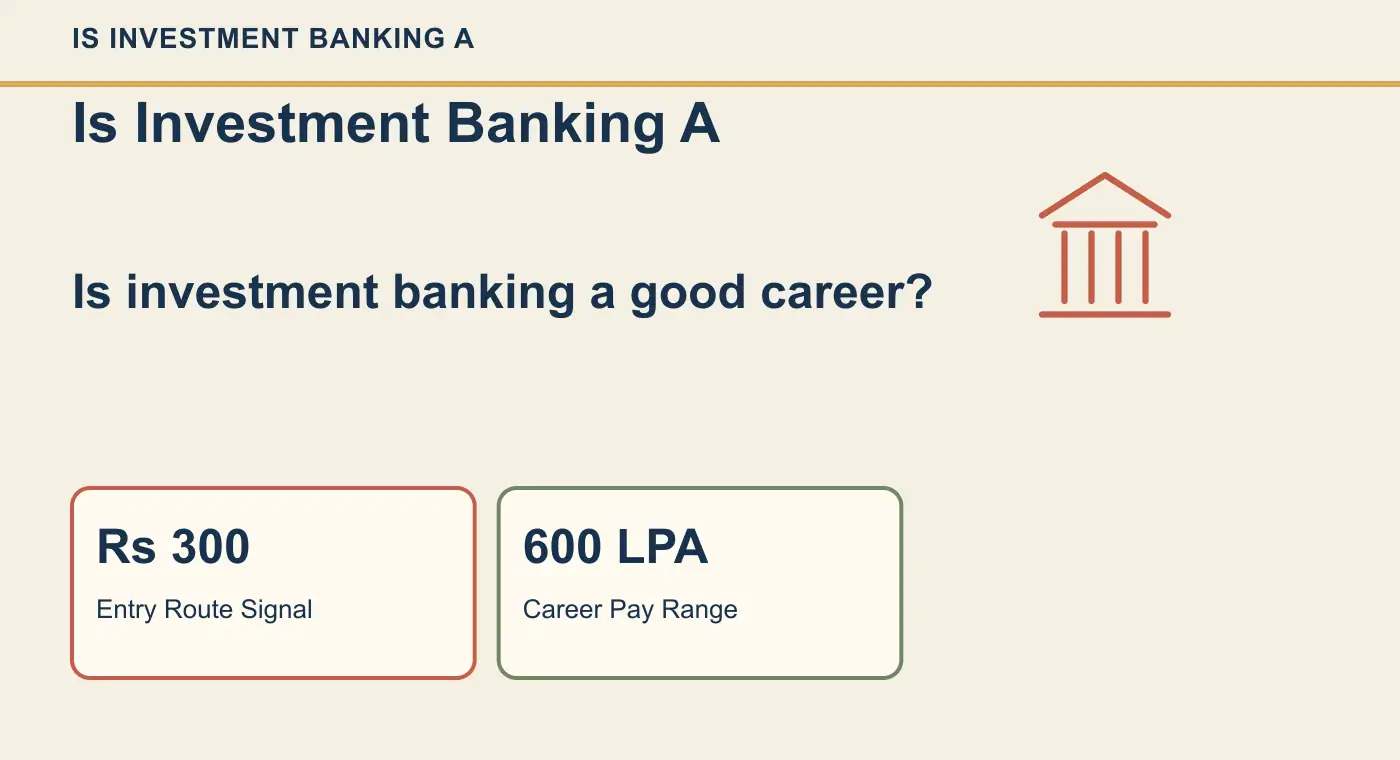 IS INVESTMENT BANKING A
Is Investment Banking A
Is investment banking a good career?
Rs 300
Entry Route Signal
600 LPA
Career Pay Range